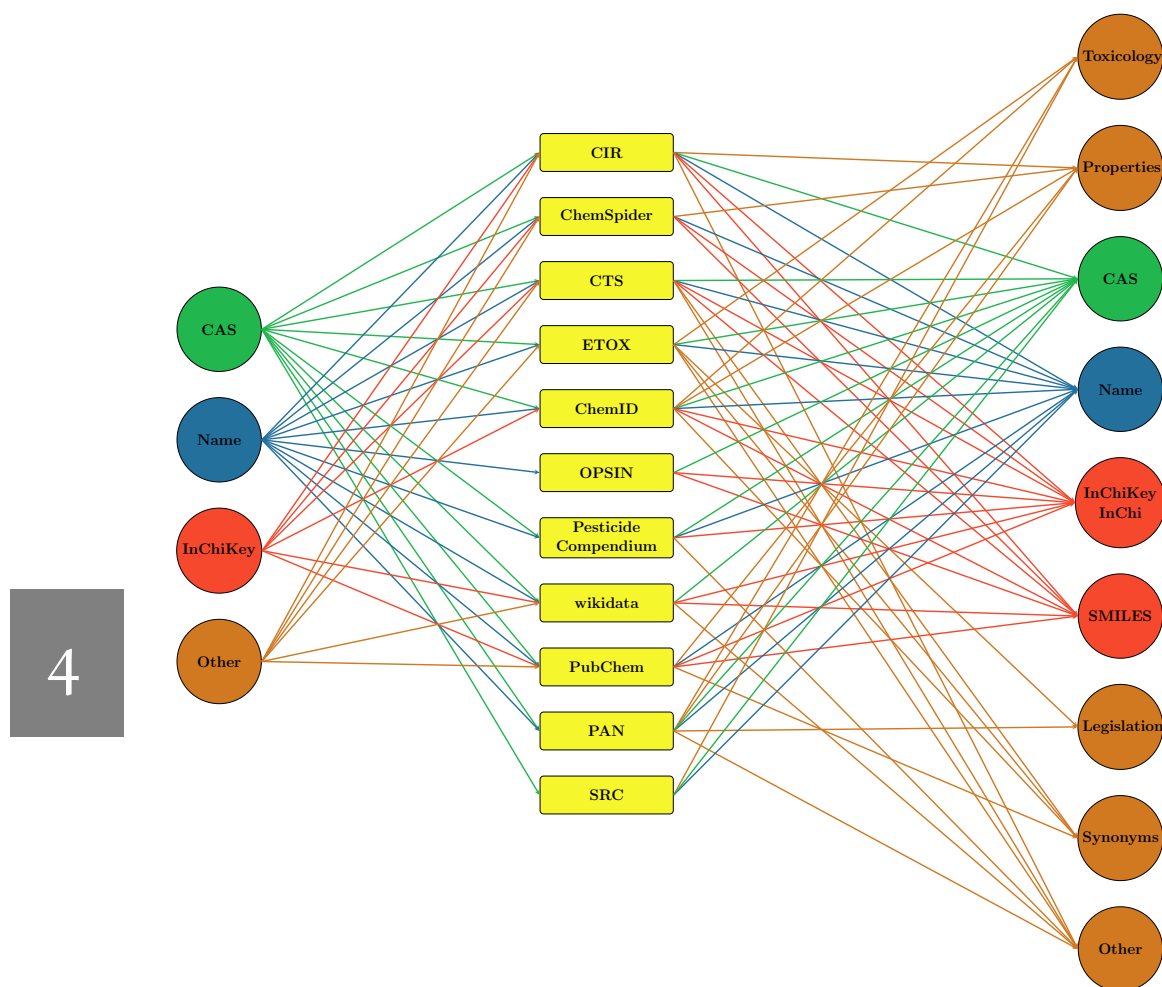 4
CAS
Name
InChiKey
Other
CIR
ChemSpider
CTS
ETOX
ChemID
OPSIN
Pesticide
Compendium
wikidata
PubChem
PAN
SRC
Toxicology
Properties
CAS
Name
InChiKey
InChi
SMILES
Legislation
Synonyms
Other